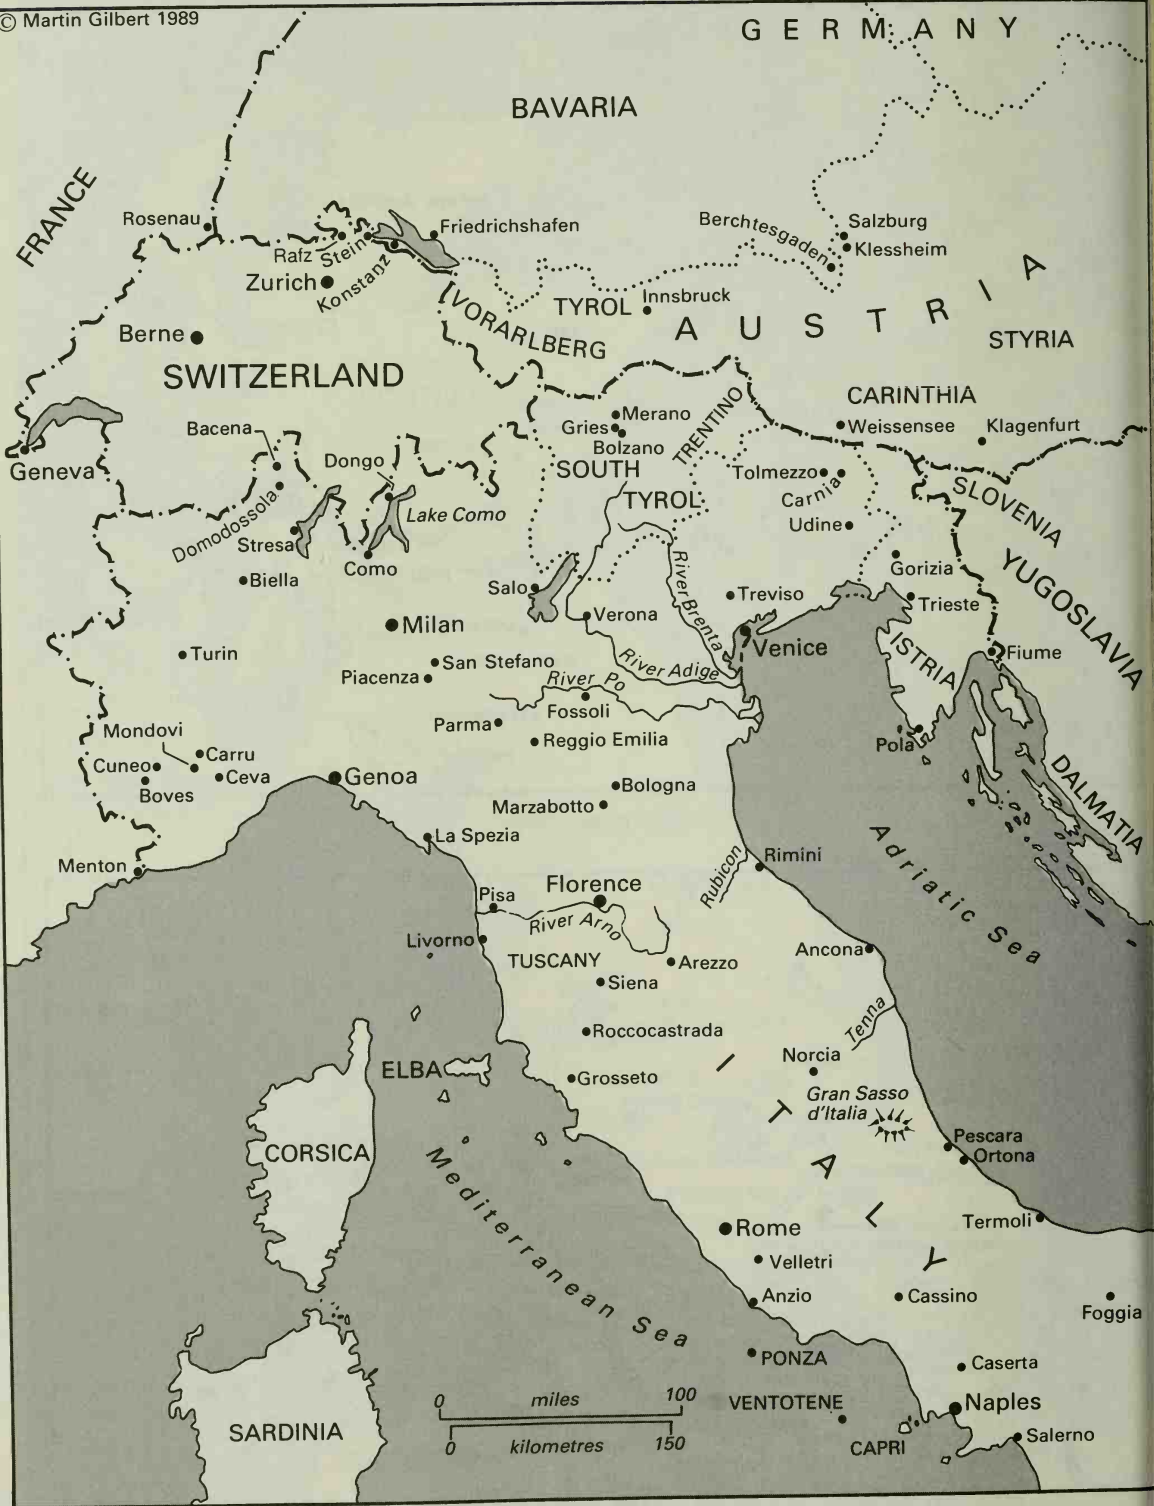 © Martin Gilbert 1989
GERMANY
BAVARIA
FRANCE
Rosenau
Friedrichshafen
Rafz
Stein
Konstanz
Zurich
Berchtesgaden
Salzburg
Klessheim
TYROL
Innsbruck
VORARLBERG
AUSTRIA
STYRIA
Berne
SWITZERLAND
CARINTHIA
Merano
Gries
Bolzano
TRENTINO
Weissensee
Klagenfurt
Bacena
Geneva
Dongo
SOUTH
TYROL
Tolmezzo
Carnia
Udine
SLOVENIA
Domodossola
Lake Como
Stresa
Como
Biella
Salo
Gorizia
YUGOSLAVIA
Treviso
Trieste
River Brenta
Verona
Milan
Venice
Turin
San Stefano
Piacenza
River Po
River Adige
ISTRIA
Fiume
Fossoli
Parma
Reggio Emilia
Pola
Mondovi
Carru
Cuneo
Ceva
Boves
Genoa
Bologna
Marzabotto
DALMATIA
La Spezia
Menton
Rubicon
Rimini
Adriatic Sea
Pisa
Florence
River Arno
Livorno
TUSCANY
Arezzo
Ancona
Siena
Roccocastrada
Tenna
ELBA
Grosseto
Norcia
Gran Sasso
d'Italia
ITALY
CORSICA
Pescara
Ortona
Mediterranean Sea
Rome
Termoli
Velletri
Anzio
Cassino
Foggia
PONZA
Caserta
0 miles 100
VENTOTENE
Naples
SARDINIA
0 kilometres 150
CAPRI
Salerno